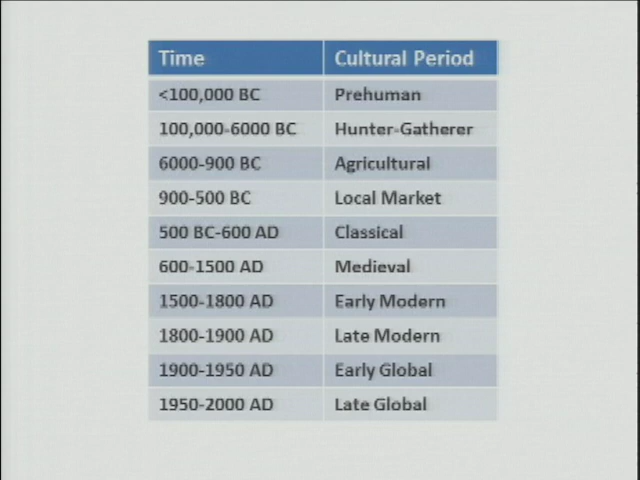 Time Cultural Period
<100,000 BC Prehuman
100,000-6000 BC Hunter-Gatherer
6000-900 BC Agricultural
900-500 BC Local Market
500 BC-600 AD Classical
600-1500 AD Medieval
1500-1800 AD Early Modern
1800-1900 AD Late Modern
1900-1950 AD Early Global
1950-2000 AD Late Global